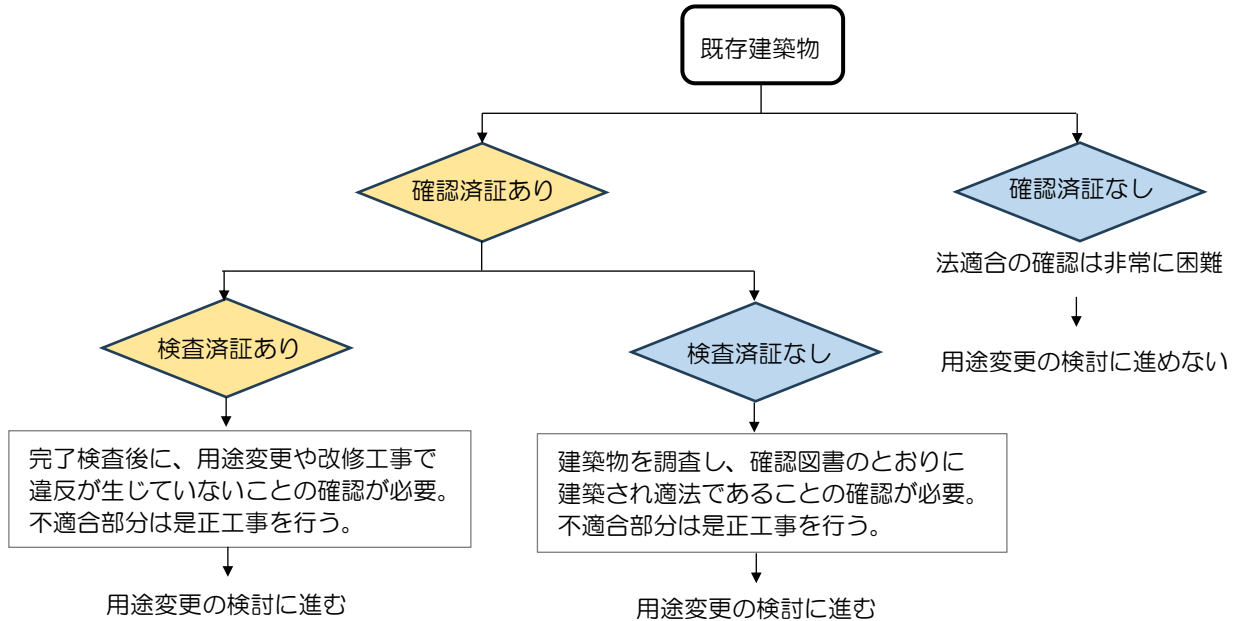 既存建築物
確認済証あり
確認済証なし
法適合の確認は非常に困難
用途変更の検討に進めない
検査済証あり
検査済証なし
完了検査後に、用途変更や改修工事で
違反が生じていないことの確認が必要。
不適合部分は是正工事を行う。
建築物を調査し、確認図書のとおりに
建築され適法であることの確認が必要。
不適合部分は是正工事を行う。
用途変更の検討に進む
用途変更の検討に進む